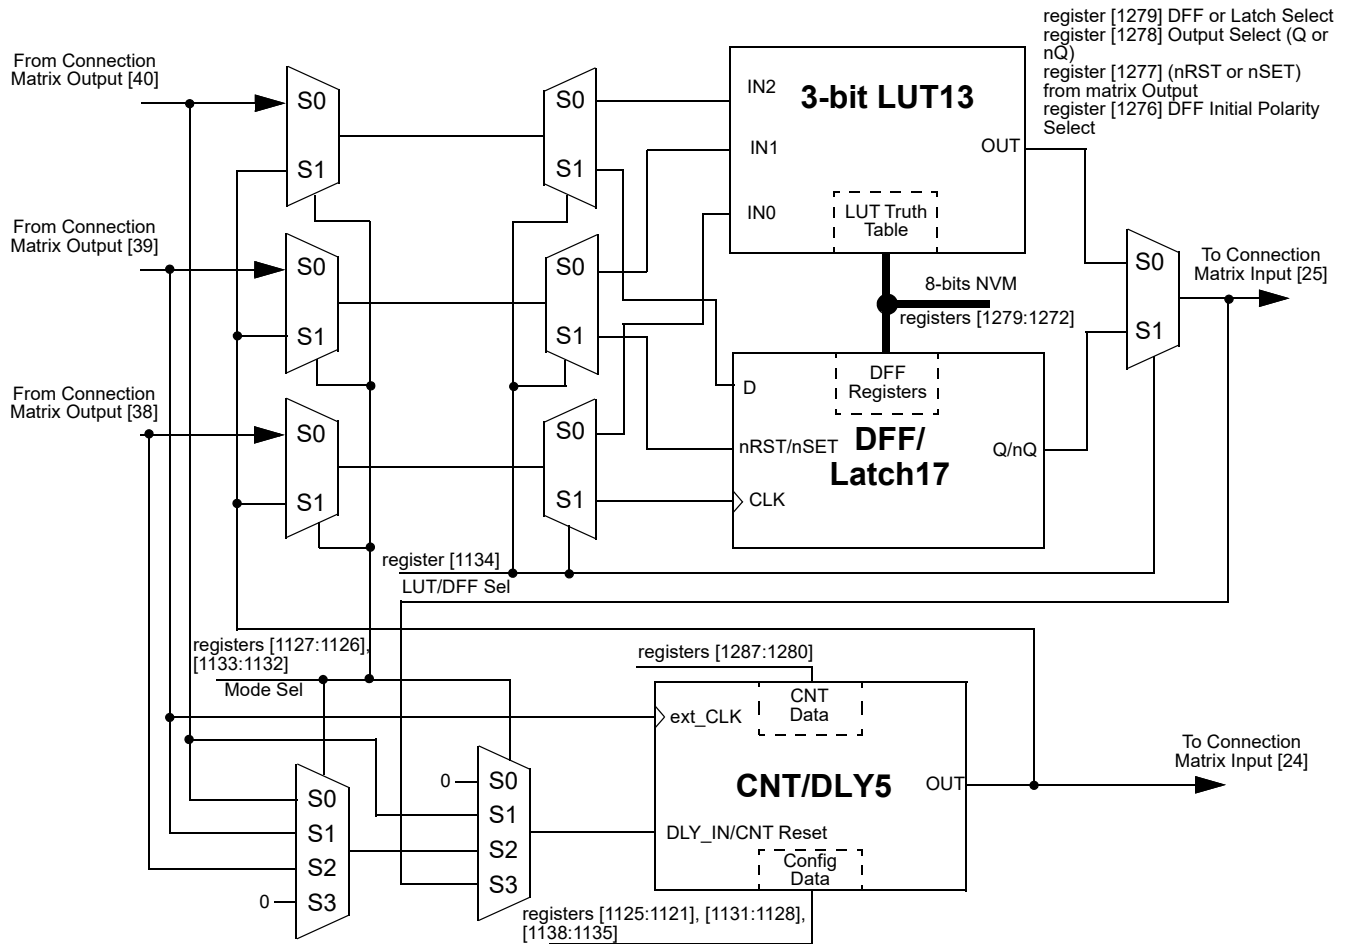 register [1279] DFF or Latch Select
register [1278] Output Select (Q or
nQ)
register [1277] (nRST or nSET)
from matrix Output
register [1276] DFF Initial Polarity
Select
From Connection
Matrix Output [40]
S0
S1
S0
S1
IN2
IN1
IN0
3-bit LUT13
OUT
LUT Truth
Table
From Connection
Matrix Output [39]
S0
S1
S0
S1
8-bits NVM
registers [1279:1272]
S0
S1
To Connection
Matrix Input [25]
From Connection
Matrix Output [38]
S0
S1
S0
S1
D
nRST/nSET
CLK
DFF
Registers
DFF/
Latch17
Q/nQ
register [1134]
LUT/DFF Sel
registers [1127:1126],
[1133:1132]
Mode Sel
registers [1287:1280]
CNT
Data
ext_CLK
CNT/DLY5
OUT
To Connection
Matrix Input [24]
DLY_IN/CNT Reset
Config
Data
S0
S1
S2
S3
0
0
S0
S1
S2
S3
registers [1125:1121], [1131:1128],
[1138:1135]